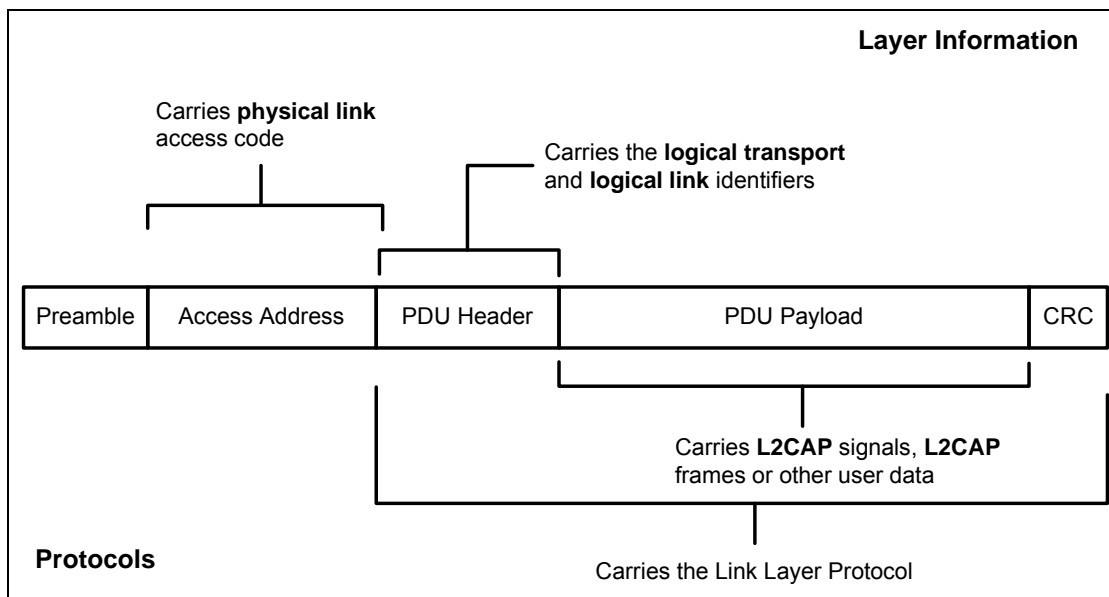 Layer Information
Carries physical link
access code
Carries the logical transport
and logical link identifiers
Preamble
Access Address
PDU Header
PDU Payload
CRC
Carries L2CAP signals, L2CAP
frames or other user data
Protocols
Carries the Link Layer Protocol